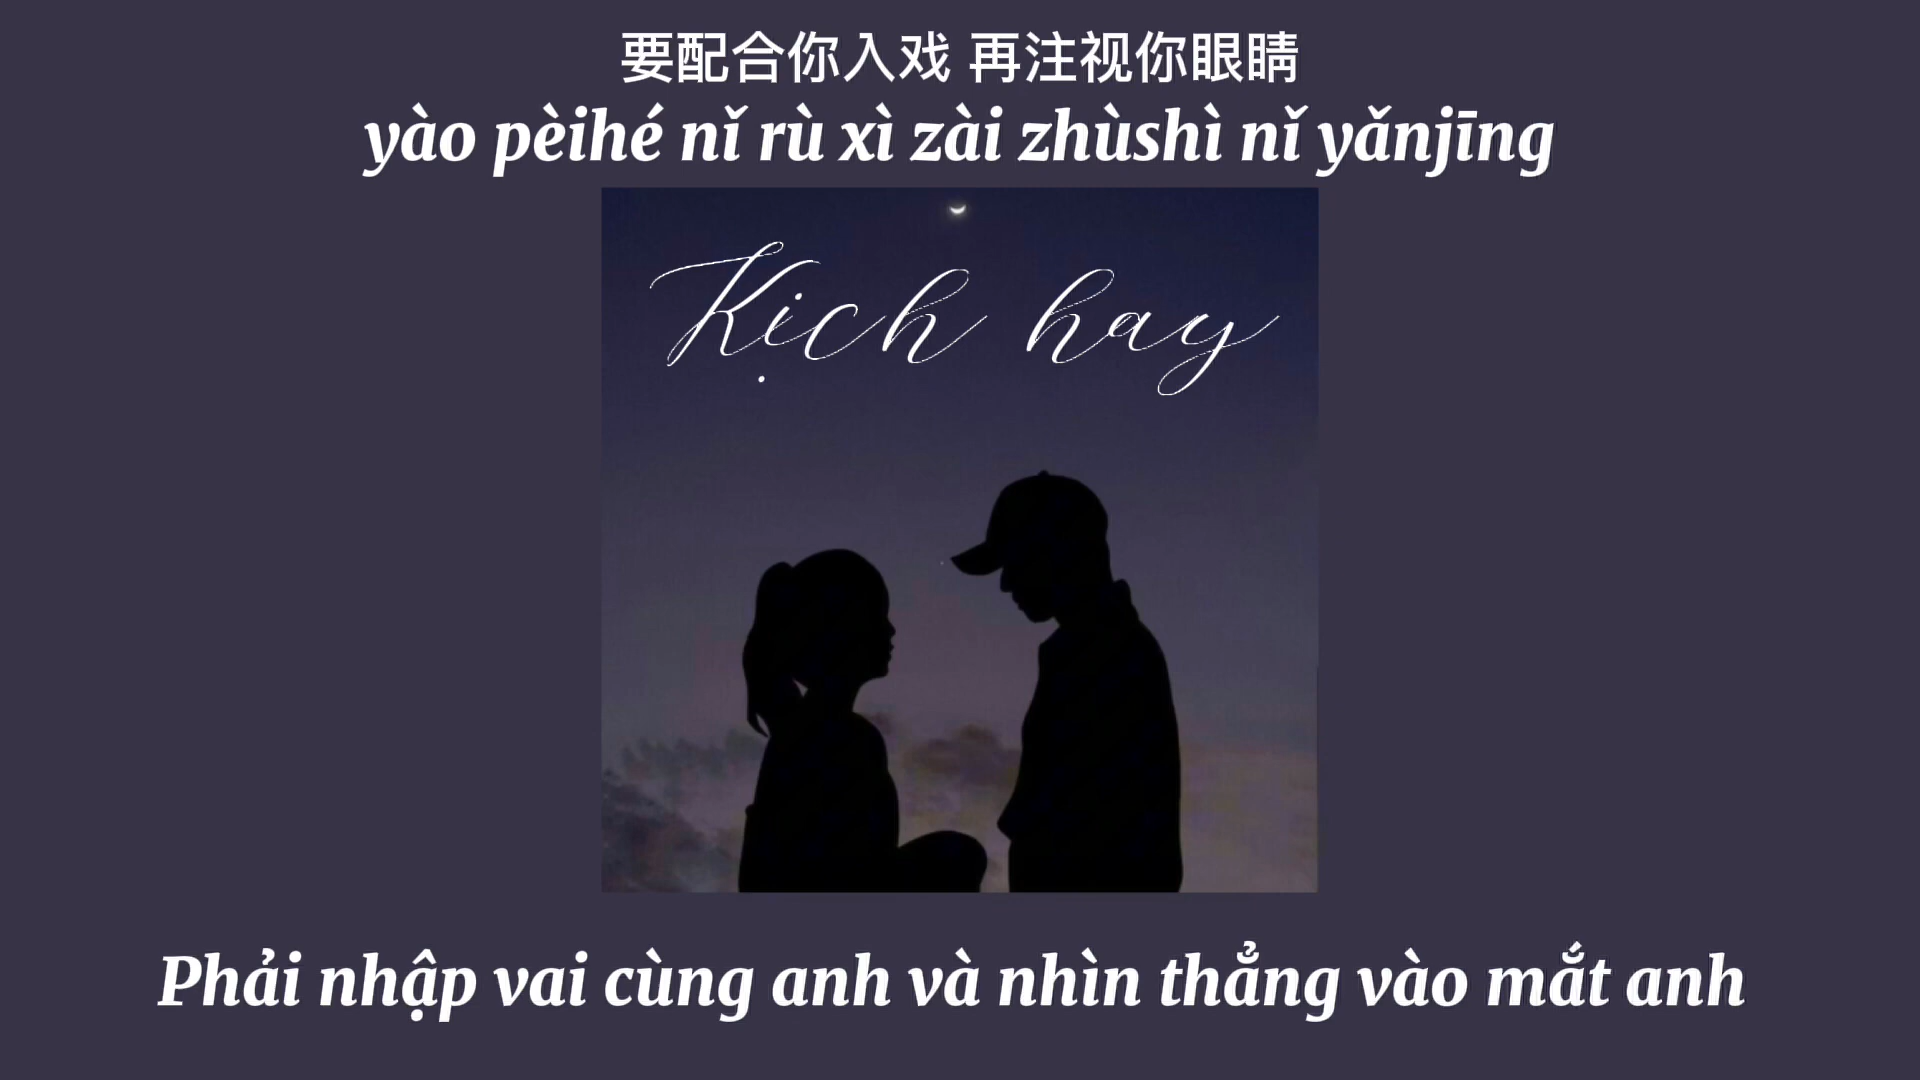 要配合你入戏 再注视你眼睛
yào pèihé nǐ rù xì zài zhùshì nǐ yǎnjīng
Kịch hay
Phải nhập vai cùng anh và nhìn thẳng vào mắt anh